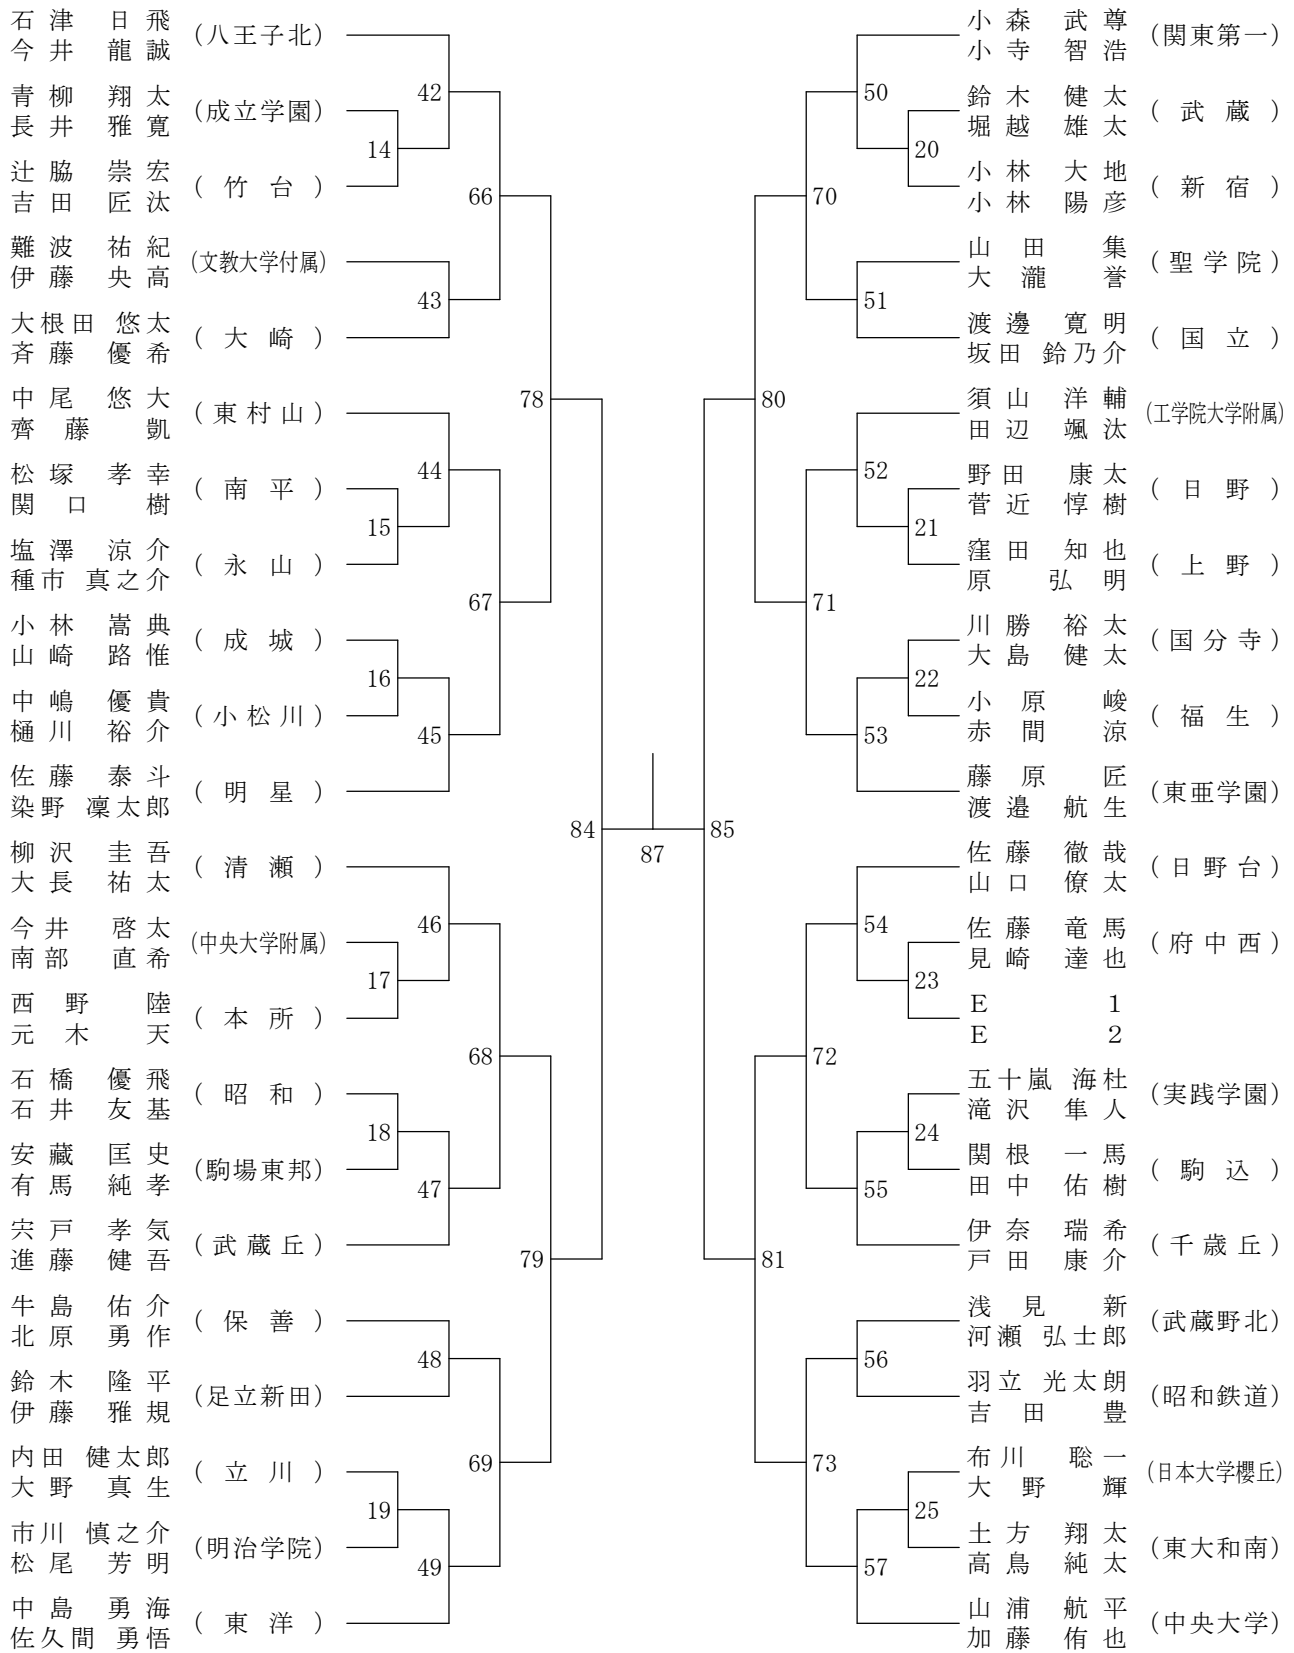 石津 日飛
今井 龍誠
(八王子北)
青柳 翔太
長井 雅寛
(成立学園)
辻脇 崇宏
吉田 匠汰
(竹台)
難波 祐紀
伊藤 央高
(文教大学付属)
大根田 悠太
斉藤 優希
(大崎)
中尾 悠大
齊藤 凱
(東村山)
松塚 孝幸
関口 樹
(南平)
塩澤 涼介
種市 真之介
(永山)
小林 嵩典
山崎 路惟
(成城)
中嶋 優貴
樋川 裕介
(小松川)
佐藤 泰斗
染野 凜太郎
(明星)
柳沢 圭吾
大長 祐太
(清瀬)
今井 啓太
南部 直希
(中央大学附属)
西野 陸
元木 天
(本所)
石橋 優飛
石井 友基
(昭和)
安藏 匡史
有馬 純孝
(駒場東邦)
宍戸 孝気
進藤 健吾
(武蔵丘)
牛島 佑介
北原 勇作
(保善)
鈴木 隆平
伊藤 雅規
(足立新田)
内田 健太郎
大野 真生
(立川)
市川 慎之介
松尾 芳明
(明治学院)
中島 勇海
佐久間 勇悟
(東洋)
14
15
16
17
18
19
42
43
44
45
46
47
48
49
66
67
68
69
78
79
84
87
85
80
81
70
71
72
73
50
51
52
53
54
55
56
57
20
21
22
23
24
25
小森 武尊
小寺 智浩
(関東第一)
鈴木 健太
堀越 雄太
(武蔵)
小林 大地
小林 陽彦
(新宿)
山田 集
大瀧 誉
(聖学院)
渡邊 寛明
坂田 鈴乃介
(国立)
須山 洋輔
田辺 颯汰
(工学院大学附属)
野田 康太
菅近 惇樹
(日野)
窪田 知也
原 弘明
(上野)
川勝 裕太
大島 健太
(国分寺)
小原 峻
赤間 涼
(福生)
藤原 匠
渡邉 航生
(東亜学園)
佐藤 徹哉
山口 僚太
(日野台)
佐藤 竜馬
見崎 達也
(府中西)
E 1
E 2
五十嵐 海杜
滝沢 隼人
(実践学園)
関根 一馬
田中 佑樹
(駒込)
伊奈 瑞希
戸田 康介
(千歳丘)
浅見 新
河瀬 弘士郎
(武蔵野北)
羽立 光太朗
吉田 豊
(昭和鉄道)
布川 聡一
大野 輝
(日本大学櫻丘)
土方 翔太
高鳥 純太
(東大和南)
山浦 航平
加藤 侑也
(中央大学)